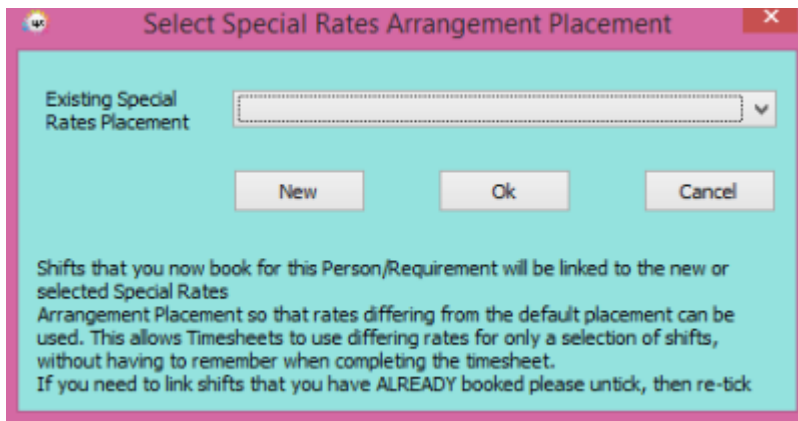 Select Special Rates Arrangement Placement
Existing Special
Rates Placement
New
Ok
Cancel
Shifts that you now book for this Person/Requirement will be linked to the new or
selected Special Rates
Arrangement Placement so that rates differing from the default placement can be
used. This allows Timesheets to use differing rates for only a selection of shifts,
without having to remember when completing the timesheet.
If you need to link shifts that you have ALREADY booked please untick, then re-tick